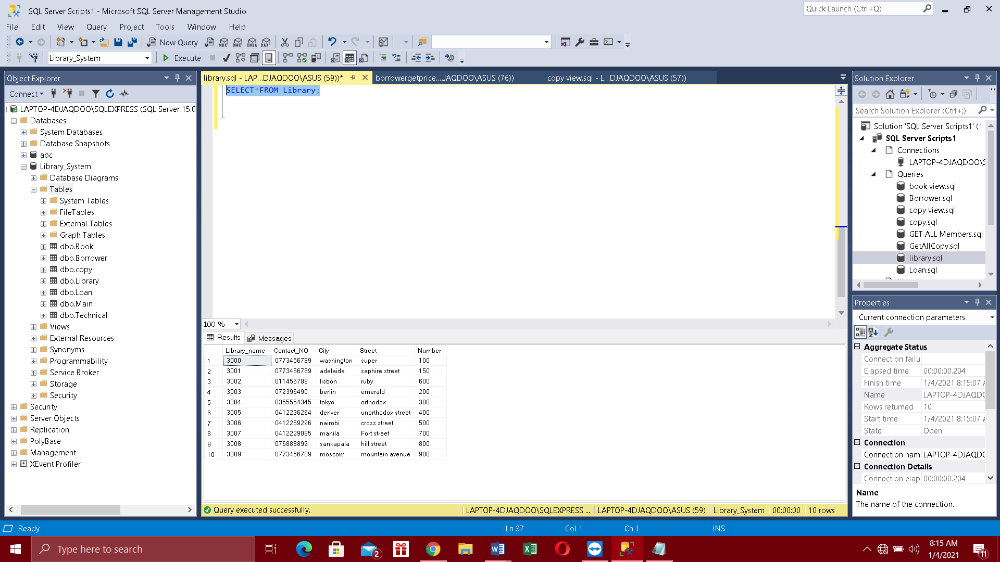 SQL Server Scripts1 - Microsoft SQL Server Management Studio
Quick Launch (Ctrl+Q)
File Edit View Query Project Tools Window Help
New Query MDX DMX XMLA DAX
Library_System Execute
Object Explorer
Connect
LAPTOP-4DJAQDOO\SQLEXPRESS (SQL Server 15.0
Databases
System Databases
Database Snapshots
abc
Library_System
Database Diagrams
Tables
System Tables
FileTables
External Tables
Graph Tables
dbo.Book
dbo.Borrower
dbo.copy
dbo.Library
dbo.Loan
dbo.Main
dbo.Technical
Views
External Resources
Synonyms
Programmability
Service Broker
Storage
Security
Security
Server Objects
Replication
PolyBase
Management
XEvent Profiler
library.sql - LAP...DJAQDOO\ASUS (59))* borrowergetprice....JAQDOO\ASUS (76)) copy view.sql - L...DJAQDOO\ASUS (57))
SELECT*FROM Library;
100 %
Results Messages
Library_name Contact_NO City Street Number
1 3000 0773456789 washington super 100
2 3001 0773456789 adelaide saphire street 150
3 3002 011456789 lisbon ruby 600
4 3003 072396490 berlin emerald 200
5 3004 0355554345 tokyo orthodox 300
6 3005 0412236264 denver unorthodox street 400
7 3006 0412259296 nairobi cross street 500
8 3007 0412229085 manila Fort street 700
9 3008 076888899 sankapala hill street 800
10 3009 0773456789 moscow mountain avenue 900
Query executed successfully. LAPTOP-4DJAQDOO\SQLEXPRESS ... LAPTOP-4DJAQDOO\ASUS (59) Library_System 00:00:00 10 rows
Solution Explorer
Search Solution Explorer (Ctrl+;)
Solution 'SQL Server Scripts1' (1
SQL Server Scripts1
Connections
LAPTOP-4DJAQDOO\S
Queries
book view.sql
Borrower.sql
copy view.sql
copy.sql
GET ALL Members.sql
GetAllCopy.sql
library.sql
Loan.sql
Properties
Current connection parameters
Aggregate Status
Connection failu
Elapsed time 00:00:00.204
Finish time 1/4/2021 8:15:07 A
Name LAPTOP-4DJAQDO
Rows returned 10
Start time 1/4/2021 8:15:07 A
State Open
Connection
Connection nam LAPTOP-4DJAQDO
Connection Details
Connection elap 00:00:00.204
Name
The name of the connection.
Ready Ln 37 Col 1 Ch 1 INS
Type here to search
2
8:15 AM
1/4/2021
11